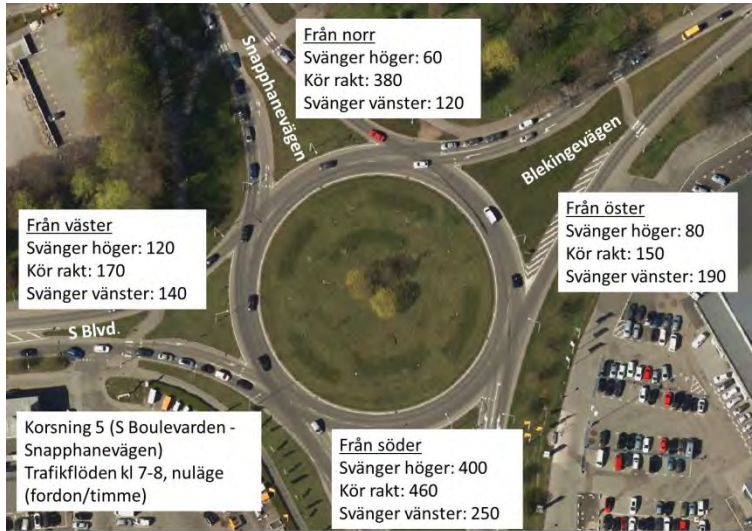 Från norr
Svänger höger: 60
Kör rakt: 380
Svänger vänster: 120
Snapphanevägen
Blekingevägen
Från väster
Svänger höger: 120
Kör rakt: 170
Svänger vänster: 140
Från öster
Svänger höger: 80
Kör rakt: 150
Svänger vänster: 190
S Blvd.
Korsning 5 (S Boulevarden -
Snapphanevägen)
Trafikflöden kl 7-8, nuläge
(fordon/timme)
Från söder
Svänger höger: 400
Kör rakt: 460
Svänger vänster: 250